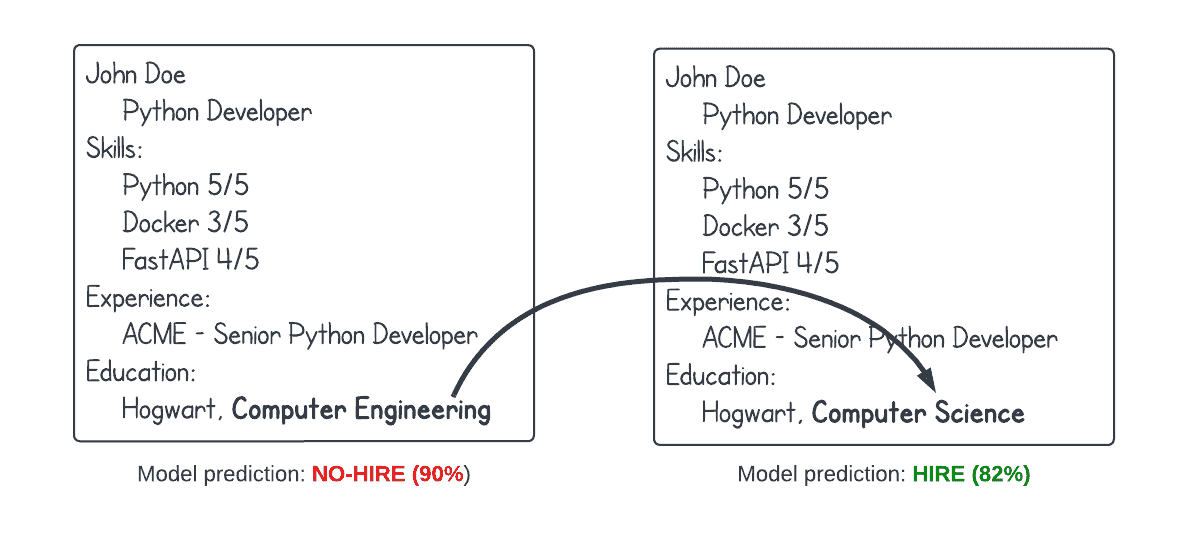 John Doe
Python Developer
Skills:
Python 5/5
Docker 3/5
FastAPI 4/5
Experience:
ACME - Senior Python Developer
Education:
Hogwart, Computer Engineering
Model prediction: NO-HIRE (90%)
John Doe
Python Developer
Skills:
Python 5/5
Docker 3/5
FastAPI 4/5
Experience:
ACME - Senior Python Developer
Education:
Hogwart, Computer Science
Model prediction: HIRE (82%)